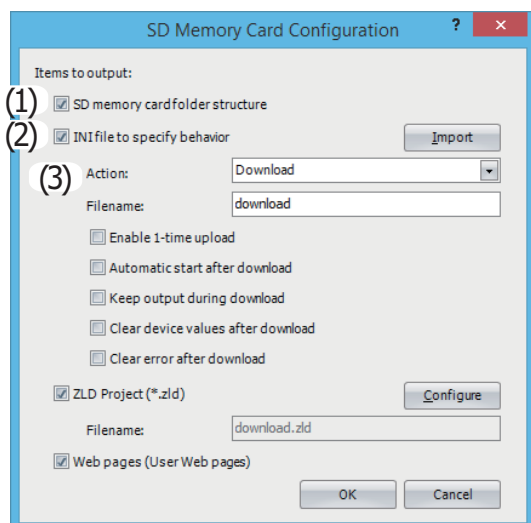 SD Memory Card Configuration ? ×
Items to output:
(1) SD memory card folder structure
(2) INI file to specify behavior Import
(3) Action: Download
Filename: download
Enable 1-time upload
Automatic start after download
Keep output during download
Clear device values after download
Clear error after download
ZLD Project (*.zld) Configure
Filename: download.zld
Web pages (User Web pages)
OK Cancel